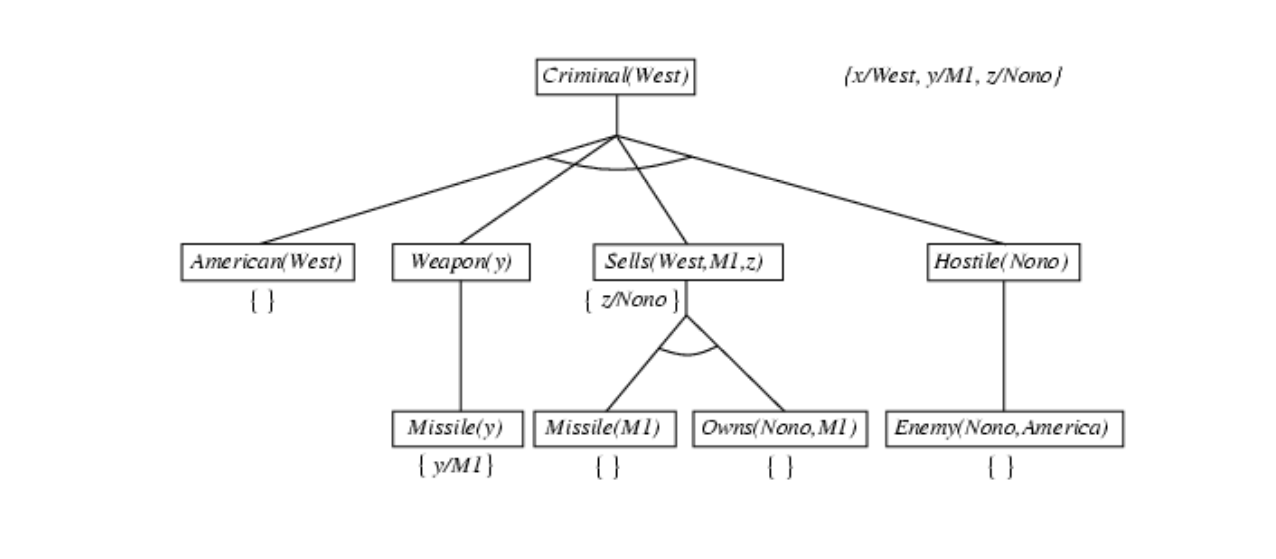 Criminal(West)
{x/West, y/M1, z/Nono}
American(West)
Weapon(y)
Sells(West,M1,z)
Hostile(Nono)
{ }
{ z/Nono }
Missile(y)
Missile(M1)
Owns(Nono,M1)
Enemy(Nono,America)
{ y/M1 }
{ }
{ }
{ }